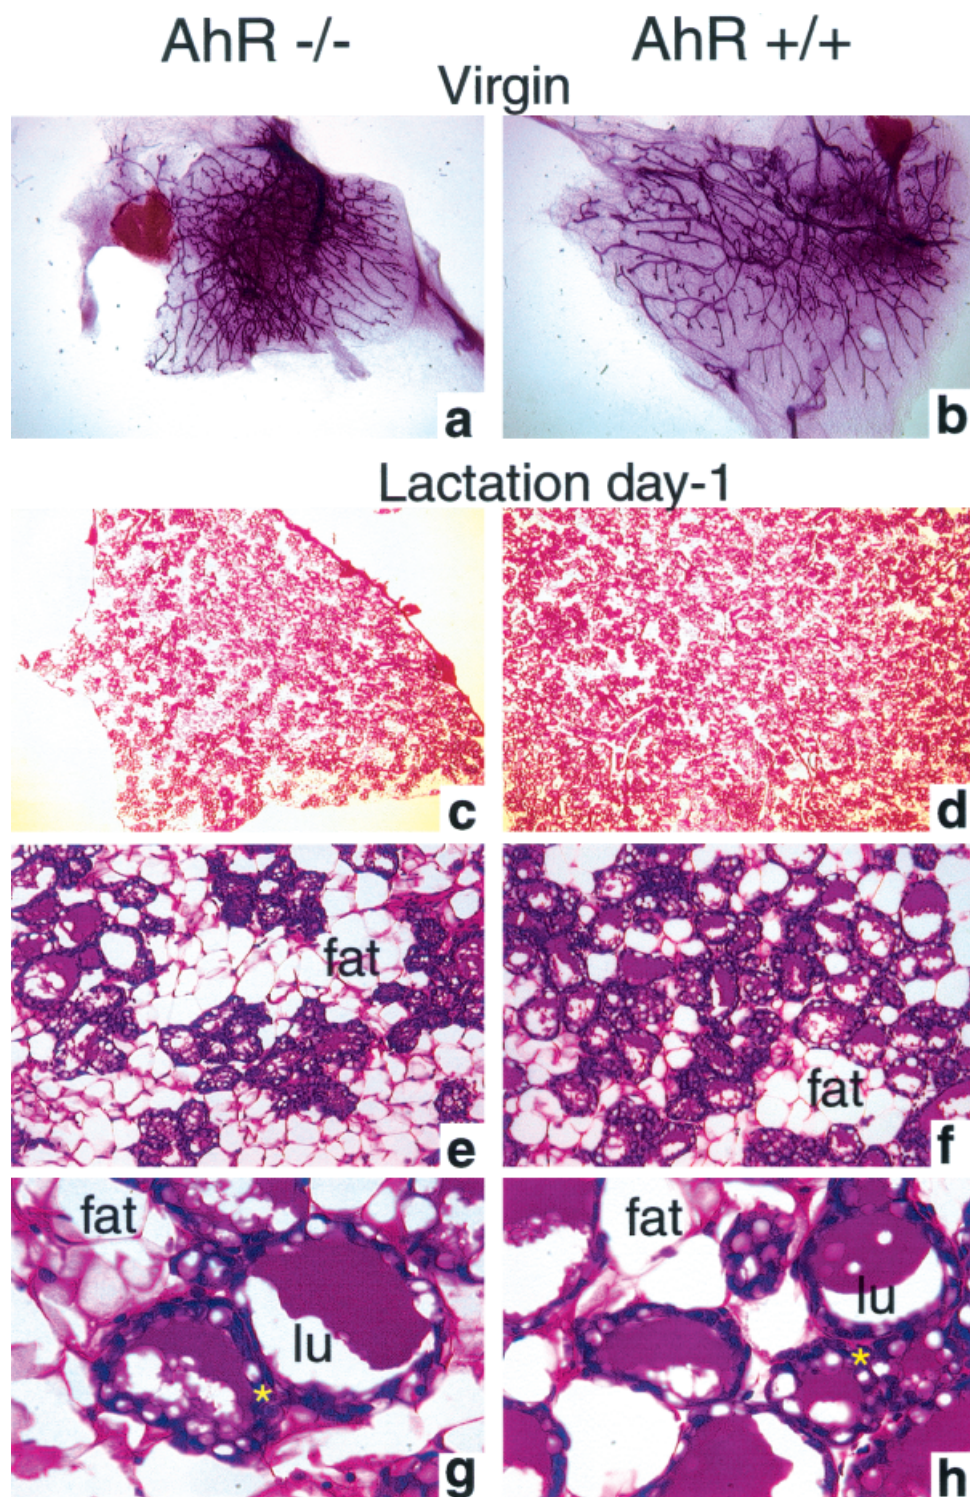 AhR -/- AhR +/+
Virgin
a b
Lactation day-1
c d
fat
e
fat
f
fat fat
lu
lu
*
*
g h